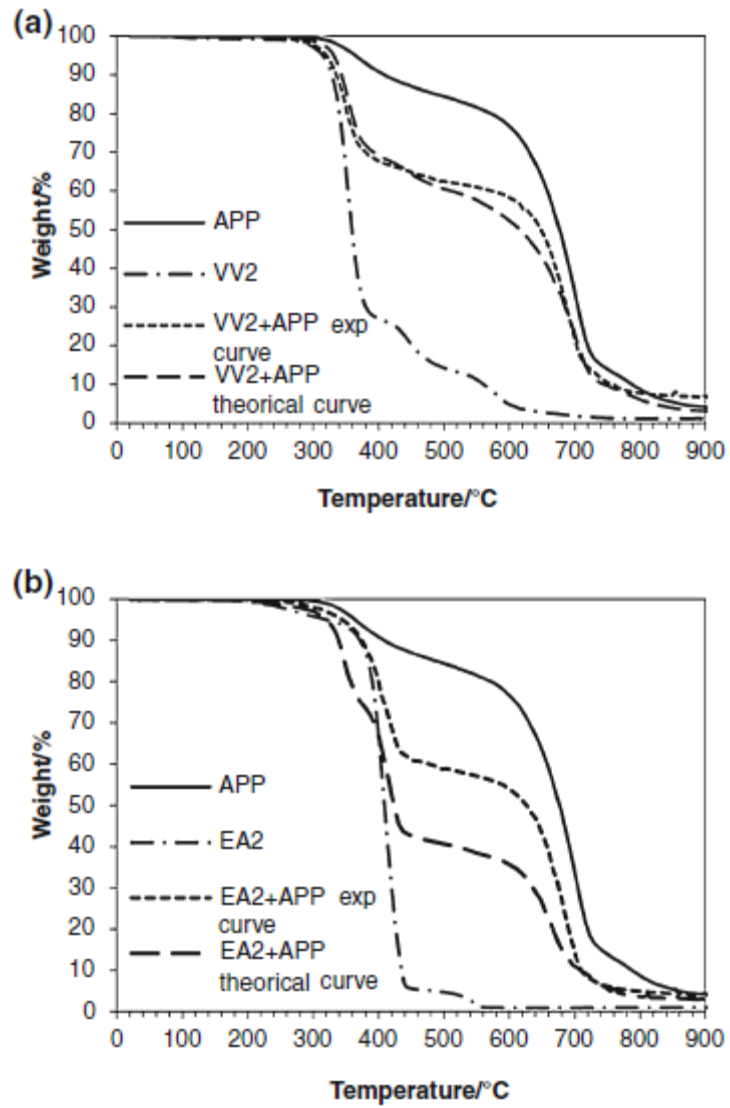 (a)
100
90
80
70
60
50
40
30
20
10
0
Weight/%
APP
VV2
VV2+APP exp
curve
VV2+APP
theorical curve
0 100 200 300 400 500 600 700 800 900
Temperature/°C
(b)
100
90
80
70
60
50
40
30
20
10
0
Weight/%
APP
EA2
EA2+APP exp
curve
EA2+APP
theorical curve
0 100 200 300 400 500 600 700 800 900
Temperature/°C